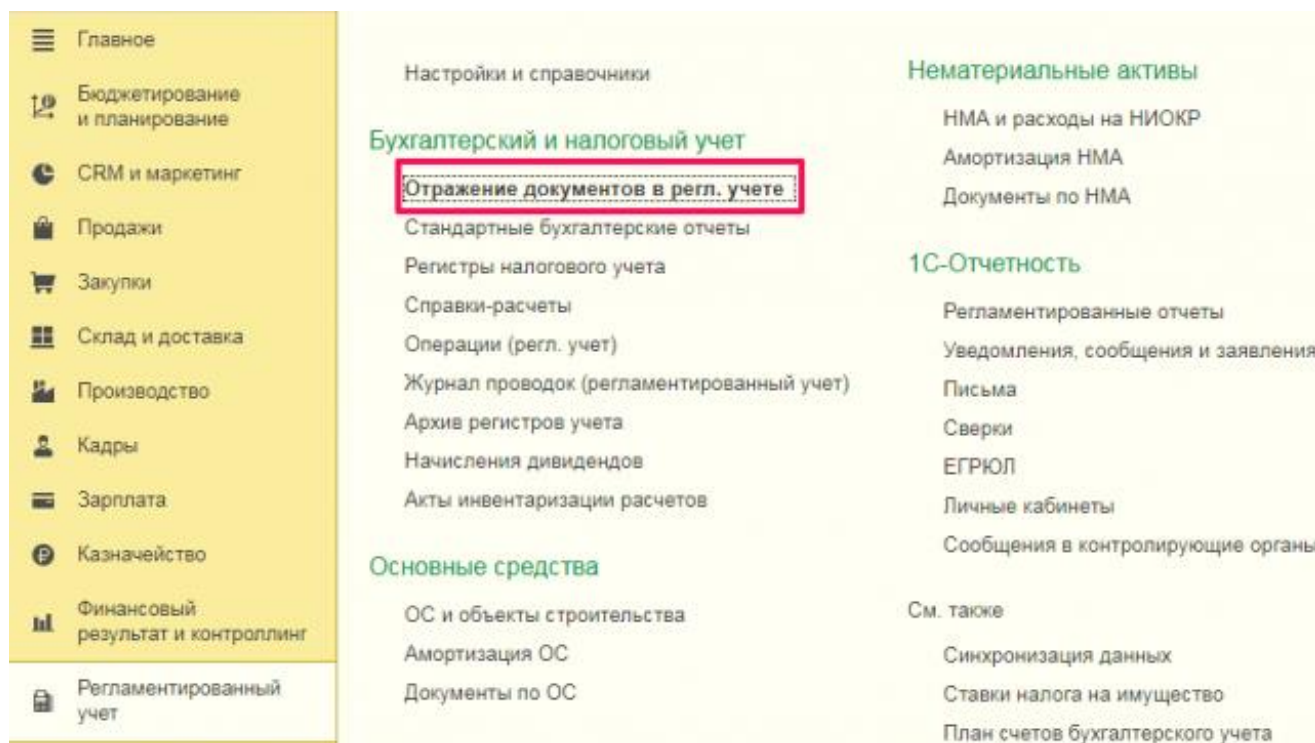 Главное
Бюджетирование
и планирование
CRM и маркетинг
Продажи
Закупки
Склад и доставка
Производство
Кадры
Зарплата
Казначейство
Финансовый
результат и контроллинг
Регламентированный
учет
Настройки и справочники
Бухгалтерский и налоговый учет
Отражение документов в регл. учете
Стандартные бухгалтерские отчеты
Регистры налогового учета
Справки-расчеты
Операции (регл. учет)
Журнал проводок (регламентированный учет)
Архив регистров учета
Начисления дивидендов
Акты инвентаризации расчетов
Основные средства
ОС и объекты строительства
Амортизация ОС
Документы по ОС
Нематериальные активы
НМА и расходы на НИОКР
Амортизация НМА
Документы по НМА
1С-Отчетность
Регламентированные отчеты
Уведомления, сообщения и заявления
Письма
Сверки
ЕГРЮЛ
Личные кабинеты
Сообщения в контролирующие органы
См. также
Синхронизация данных
Ставки налога на имущество
План счетов бухгалтерского учета